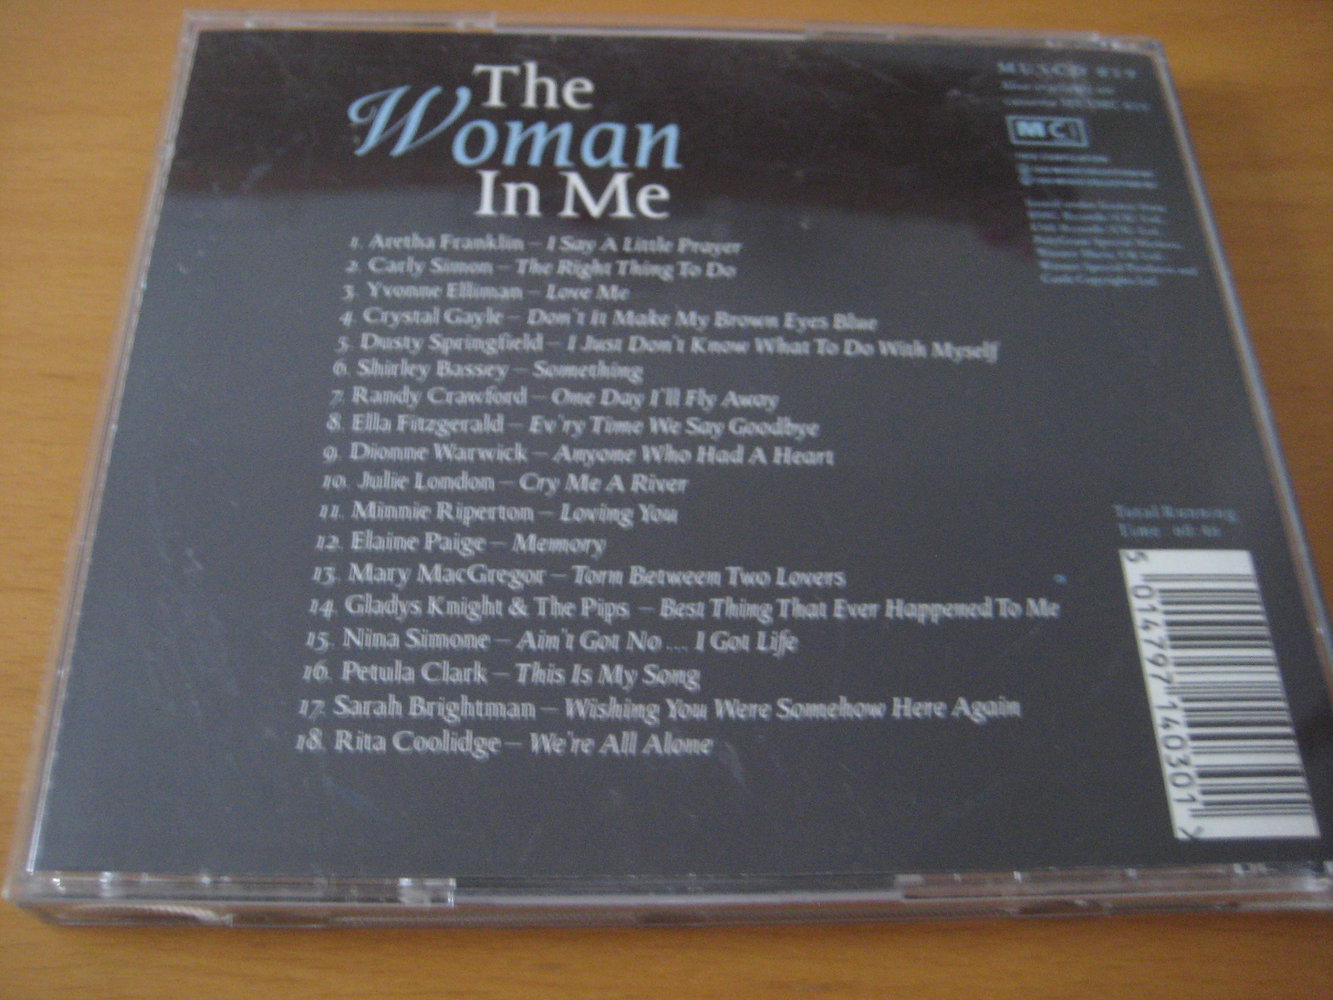 The
Woman
In Me
1. Aretha Franklin – I Say A Little Prayer
2. Carly Simon – The Right Thing To Do
3. Yvonne Elliman – Love Me
4. Crystal Gayle – Don't It Make My Brown Eyes Blue
5. Dusty Springfield – I Just Don't Know What To Do With Myself
6. Shirley Bassey – Something
7. Randy Crawford – One Day I'll Fly Away
8. Ella Fitzgerald – Ev'ry Time We Say Goodbye
9. Dionne Warwick – Anyone Who Had A Heart
10. Julie London – Cry Me A River
11. Minnie Riperton – Loving You
12. Elaine Paige – Memory
13. Mary MacGregor – Torn Between Two Lovers
14. Gladys Knight & The Pips – Best Thing That Ever Happened To Me
15. Nina Simone – Ain't Got No .... I Got Life
16. Petula Clark – This Is My Song
17. Sarah Brightman – Wishing You Were Somehow Here Again
18. Rita Coolidge – We're All Alone
MCI
Total Running
Time
5 014797 140301